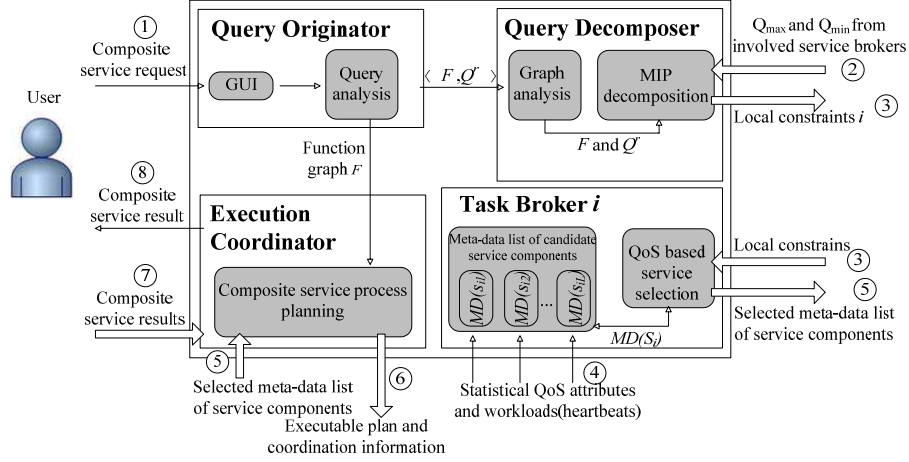 ①
Composite
service request
User
Query Originator
GUI
Query
analysis
〈 F ,Qʳ 〉
Query Decomposer
Graph
analysis
MIP
decomposition
F and Qʳ
Qmax and Qmin from
involved service brokers
②
③
Local constraints i
Function
graph F
⑧
Composite
service result
Execution
Coordinator
Composite service process
planning
⑦
Composite
service results
⑤
Selected meta-data list
of service components
⑥
Executable plan and
coordination information
Task Broker i
Meta-data list of candidate
service components
MD(si1)
MD(si2)
...
MD(siL)
QoS based
service
selection
MD(Si)
④
Statistical QoS attributes
and workloads(heartbeats)
Local constrains
③
⑤
Selected meta-data list
of service components